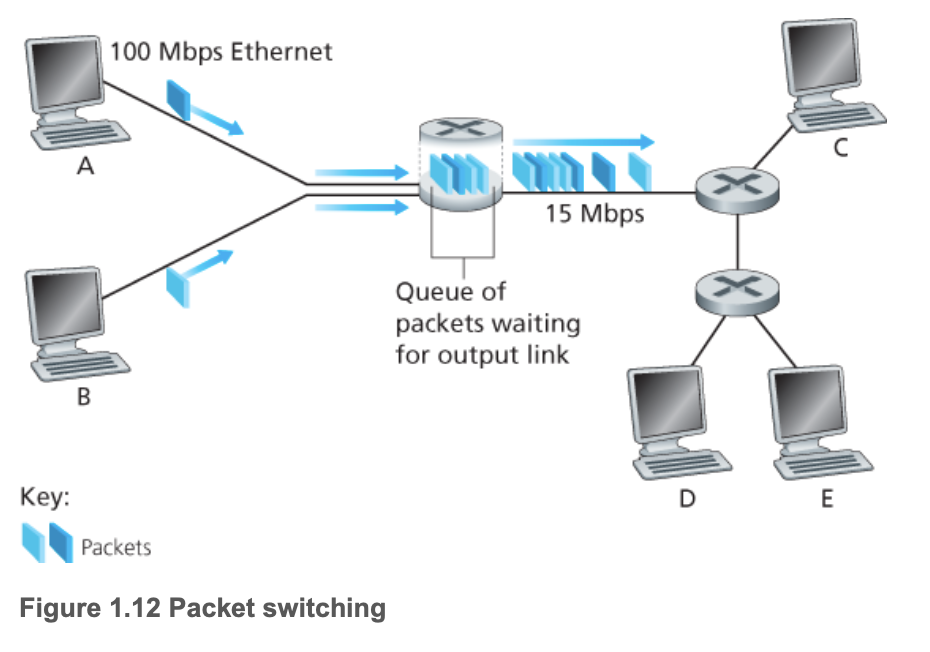 100 Mbps Ethernet
A
C
15 Mbps
Queue of
packets waiting
for output link
B
D
E
Key:
Packets
Figure 1.12 Packet switching